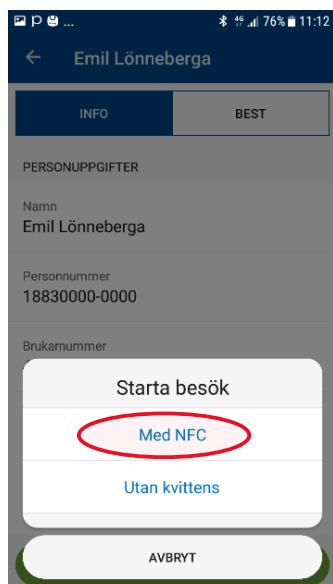 ... 4G 76% 11:12
Emil Lönneberga
INFO BEST
PERSONUPPGIFTER
Namn
Emil Lönneberga
Personnummer
18830000-0000
Brukarnummer
Starta besök
Med NFC
Utan kvittens
AVBRYT